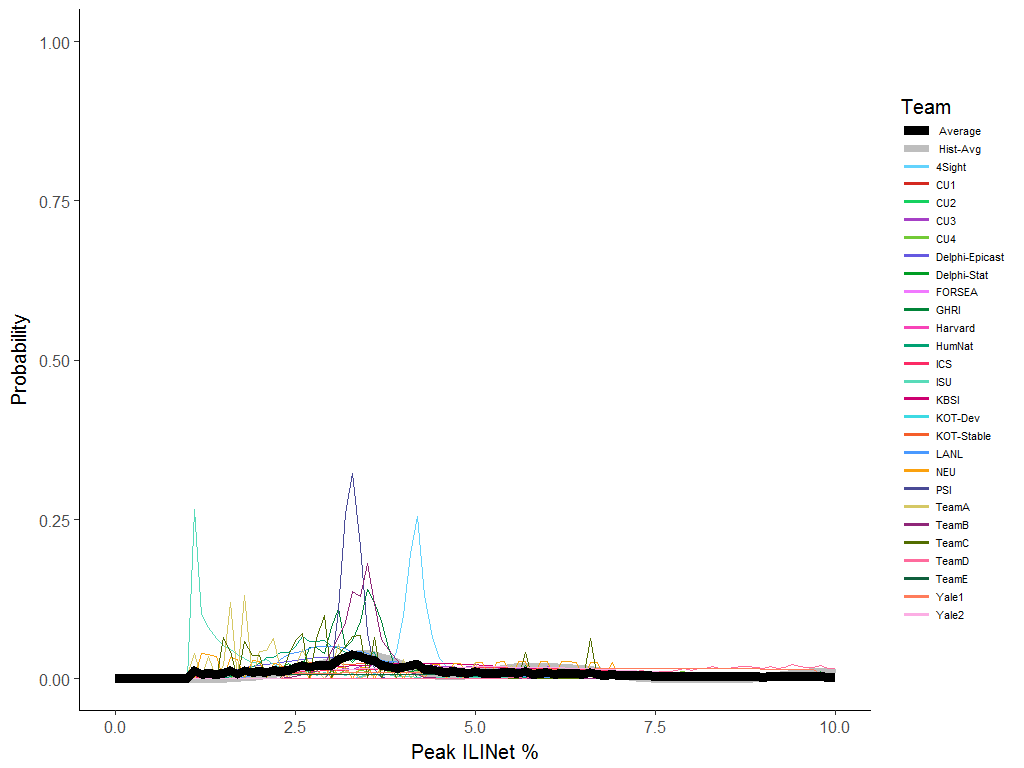 1.00
0.75
0.50
0.25
0.00
Probability
0.0 2.5 5.0 7.5 10.0
Peak ILINet %
Team
Average
Hist-Avg
4Sight
CU1
CU2
CU3
CU4
Delphi-Epicast
Delphi-Stat
FORSEA
GHRI
Harvard
HumNat
ICS
ISU
KBSI
KOT-Dev
KOT-Stable
LANL
NEU
PSI
TeamA
TeamB
TeamC
TeamD
TeamE
Yale1
Yale2